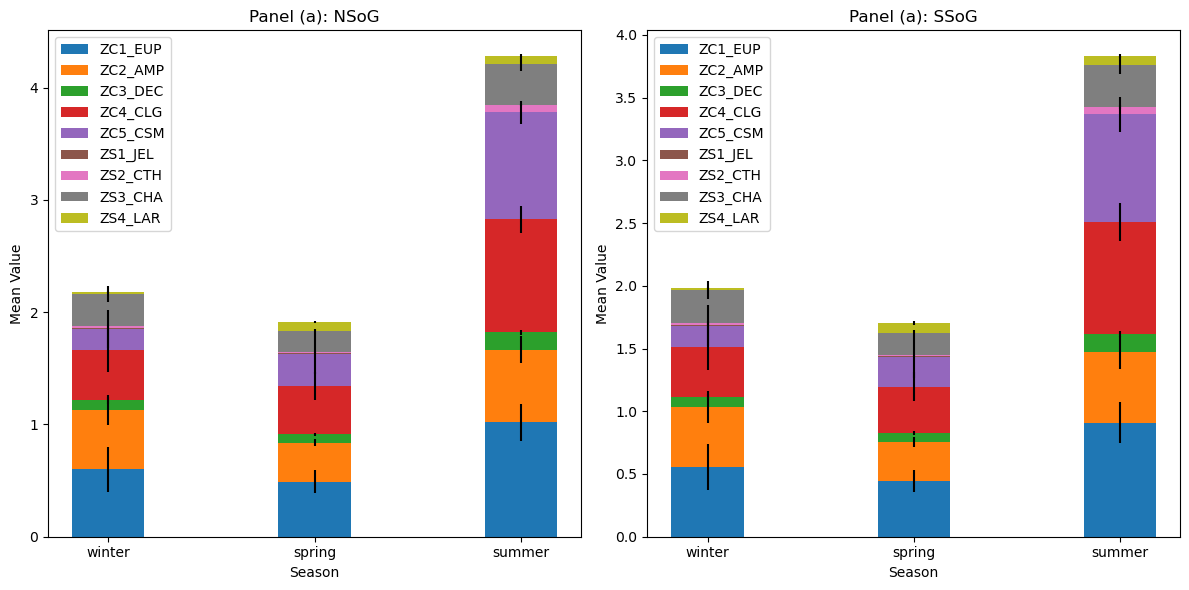 Panel (a): NSoG
ZC1_EUP
ZC2_AMP
ZC3_DEC
ZC4_CLG
ZC5_CSM
ZS1_JEL
ZS2_CTH
ZS3_CHA
ZS4_LAR
4
3
2
1
0
Mean Value
winter
spring
summer
Season
Panel (a): SSoG
ZC1_EUP
ZC2_AMP
ZC3_DEC
ZC4_CLG
ZC5_CSM
ZS1_JEL
ZS2_CTH
ZS3_CHA
ZS4_LAR
4.0
3.5
3.0
2.5
2.0
1.5
1.0
0.5
0.0
Mean Value
winter
spring
summer
Season